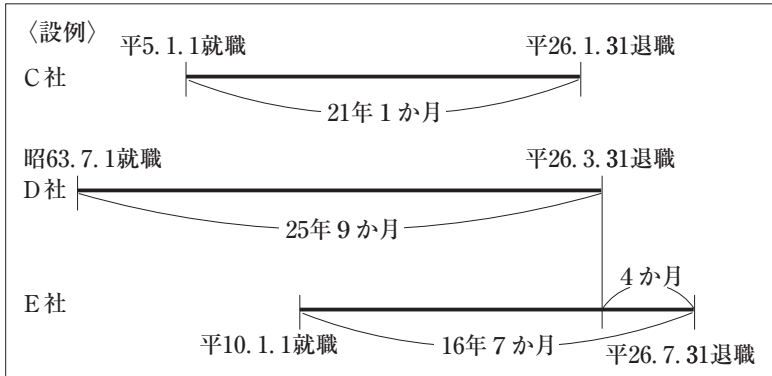 〈設例〉
平5.1.1就職 平26.1.31退職
C社
21年1か月
昭63.7.1就職 平26.3.31退職
D社
25年9か月
4か月
E社
平10.1.1就職 16年7か月 平26.7.31退職